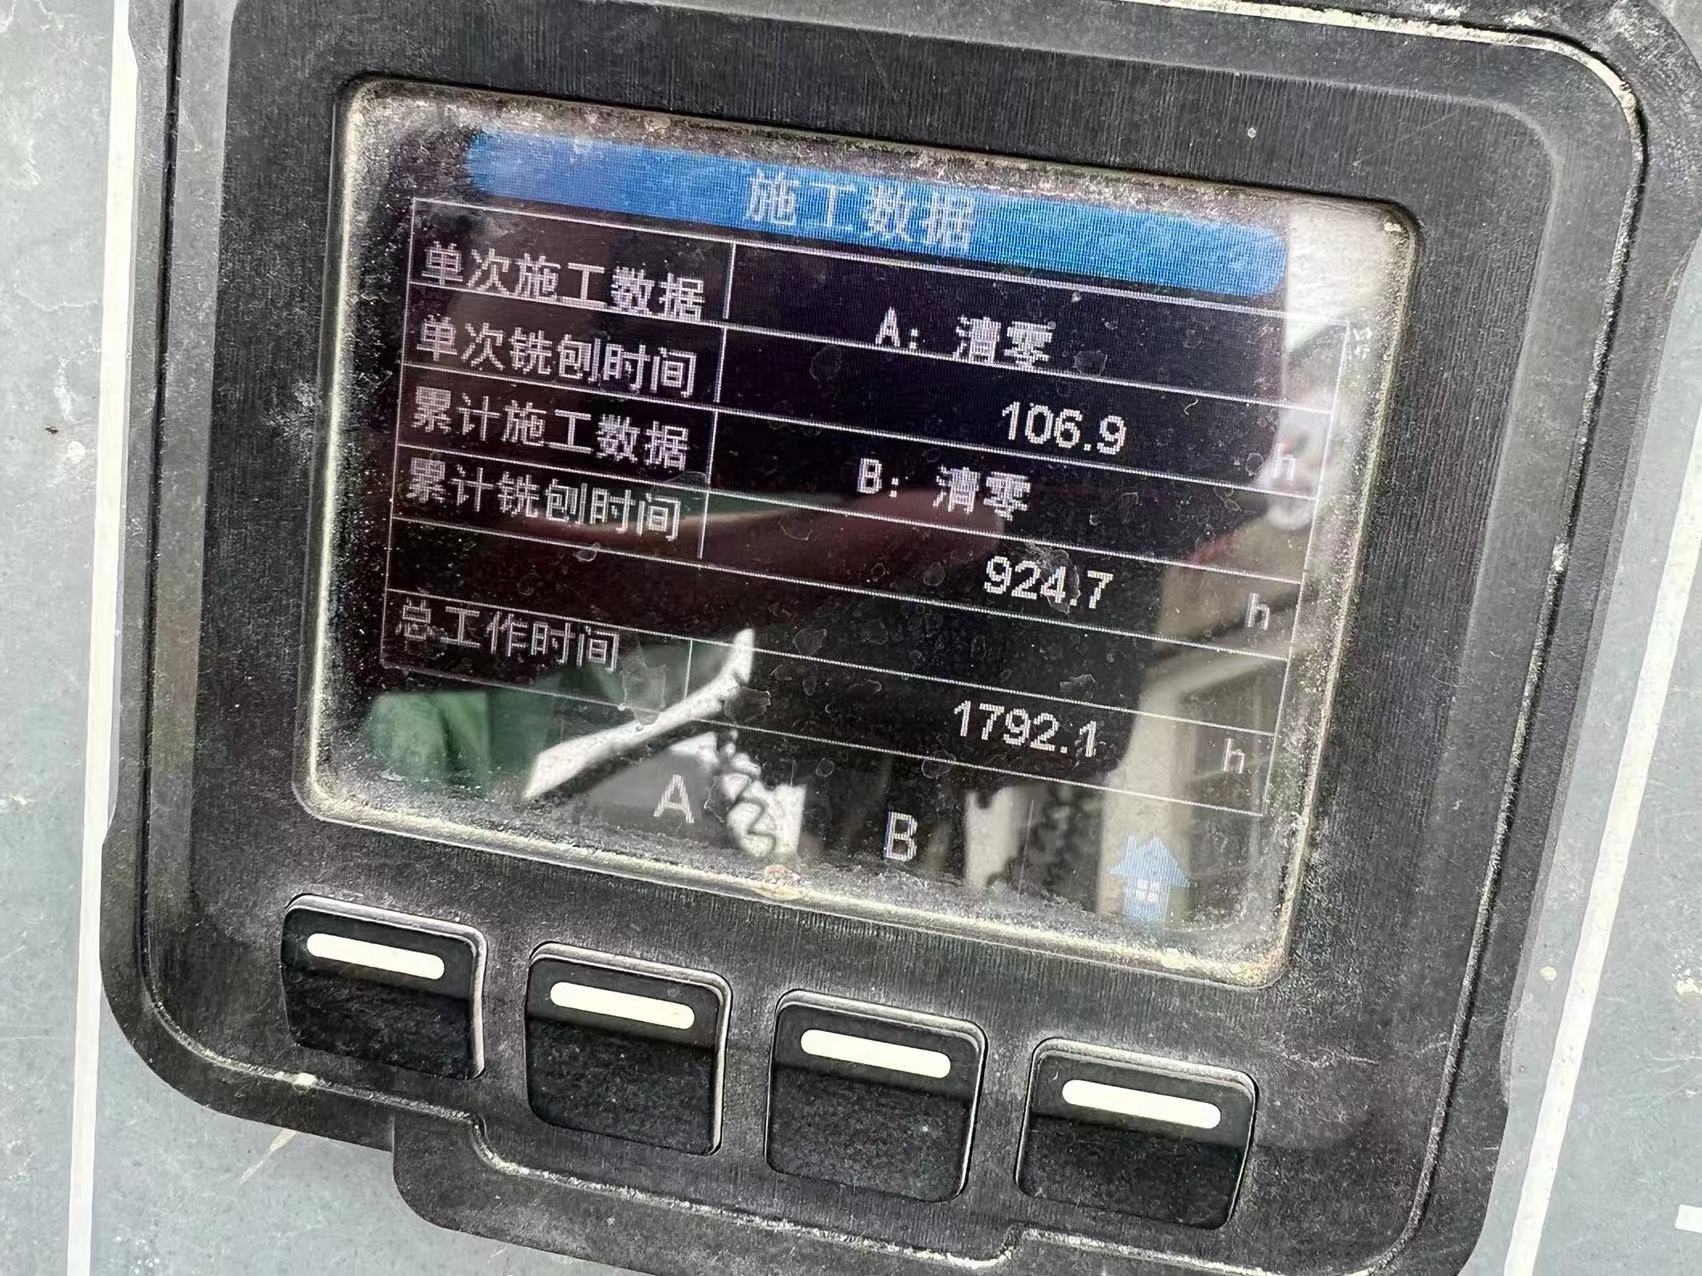 施工数据
单次施工数据 A: 清零
单次铣刨时间 106.9 h
累计施工数据 B: 清零
累计铣刨时间 924.7 h
总工作时间 1792.1 h
A B